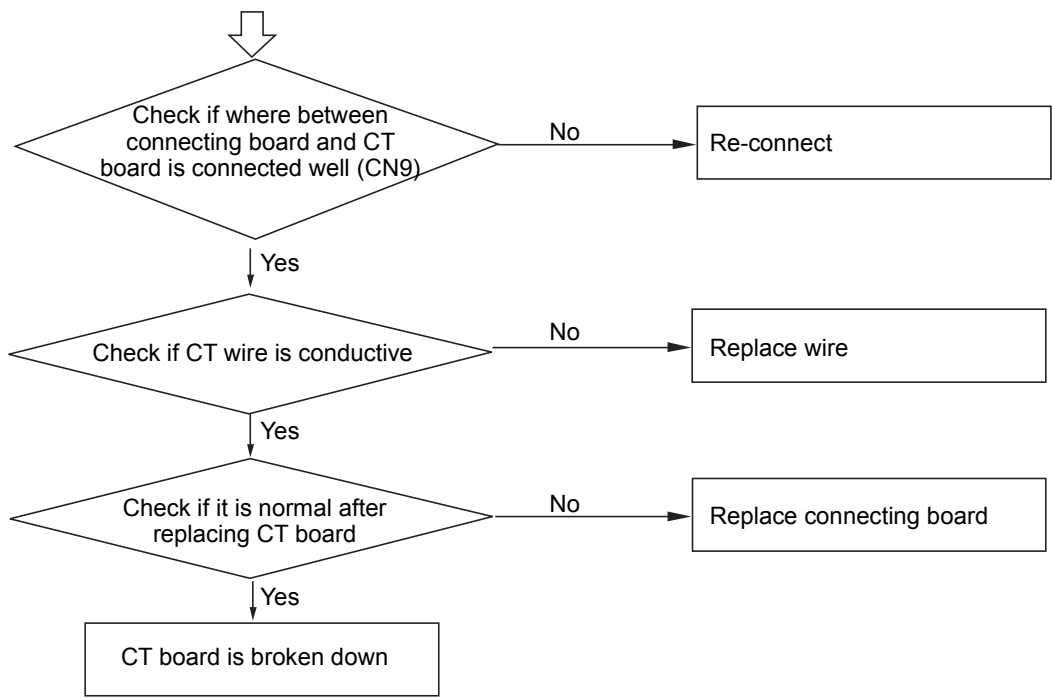 Check if where between
connecting board and CT
board is connected well (CN9)
No
Re-connect
Yes
Check if CT wire is conductive
No
Replace wire
Yes
Check if it is normal after
replacing CT board
No
Replace connecting board
Yes
CT board is broken down